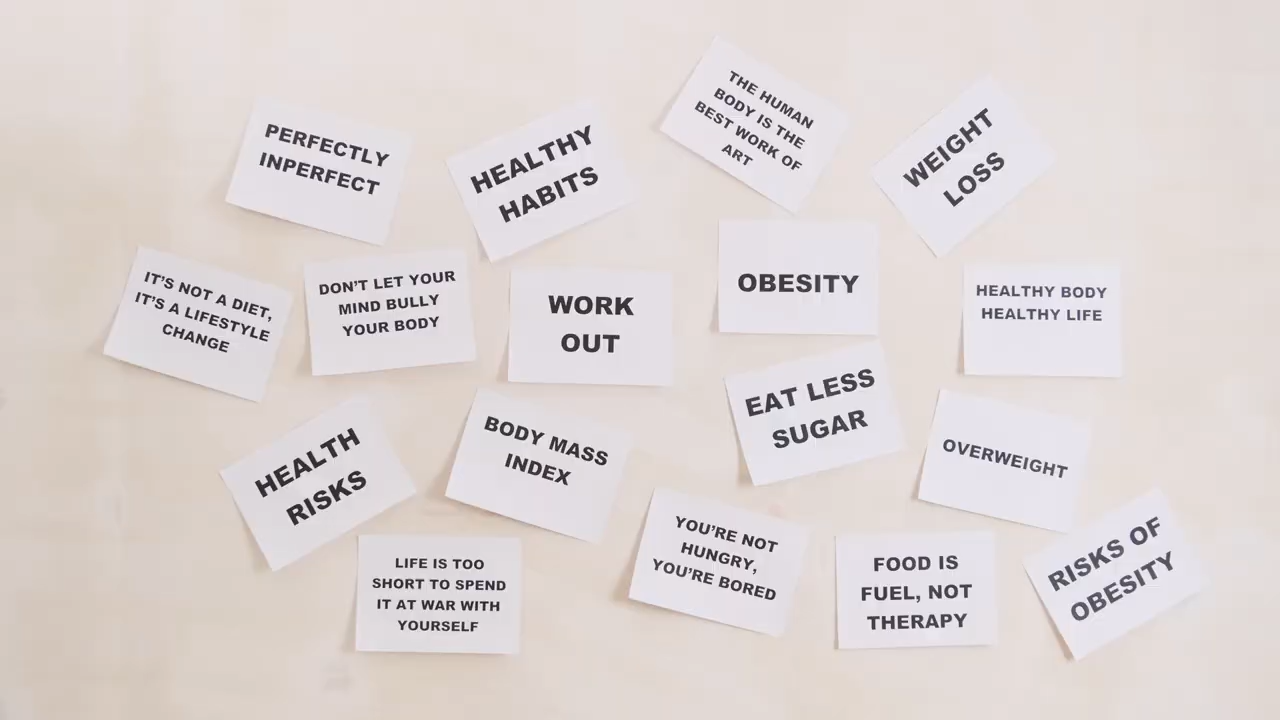 PERFECTLY
INPERFECT
HEALTHY
HABITS
THE HUMAN
BODY IS THE
BEST WORK OF
ART
WEIGHT
LOSS
IT'S NOT A DIET,
IT'S A LIFESTYLE
CHANGE
DON'T LET YOUR
MIND BULLY
YOUR BODY
WORK
OUT
OBESITY
HEALTHY BODY
HEALTHY LIFE
HEALTH
RISKS
BODY MASS
INDEX
EAT LESS
SUGAR
OVERWEIGHT
LIFE IS TOO
SHORT TO SPEND
IT AT WAR WITH
YOURSELF
YOU'RE NOT
HUNGRY,
YOU'RE BORED
FOOD IS
FUEL, NOT
THERAPY
RISKS OF
OBESITY